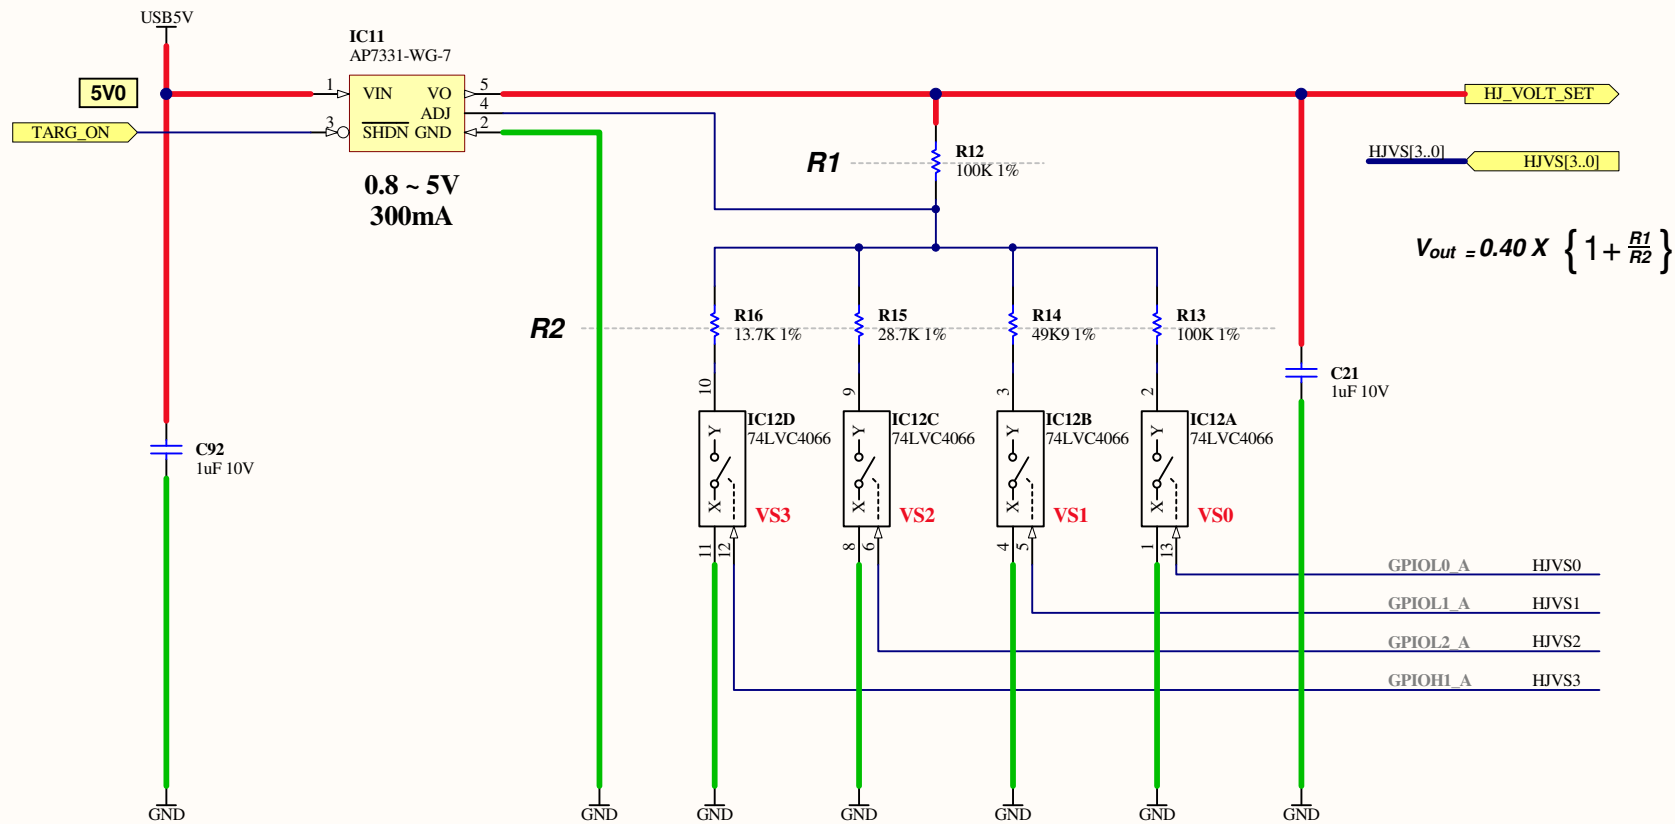 USB5V
IC11
AP7331-WG-7
5V0
1
VIN
VO
5
ADJ
4
TARG_ON
3
SHDN
GND
2
0.8 ~ 5V
300mA
HJ_VOLT_SET
R1
R12
100K 1%
HJVS[3..0]
HJVS[3..0]
Vout = 0.40 X { 1 + R1
R2 }
R2
R16
13.7K 1%
R15
28.7K 1%
R14
49K9 1%
R13
100K 1%
C21
1uF 10V
10
9
3
2
IC12D
74LVC4066
IC12C
74LVC4066
IC12B
74LVC4066
IC12A
74LVC4066
Y
Y
Y
Y
C92
1uF 10V
X
VS3
X
VS2
X
VS1
X
VS0
11
12
8
6
4
5
1
13
GPIOL0_A
HJVS0
GPIOL1_A
HJVS1
GPIOL2_A
HJVS2
GPIOH1_A
HJVS3
GND
GND
GND
GND
GND
GND
GND